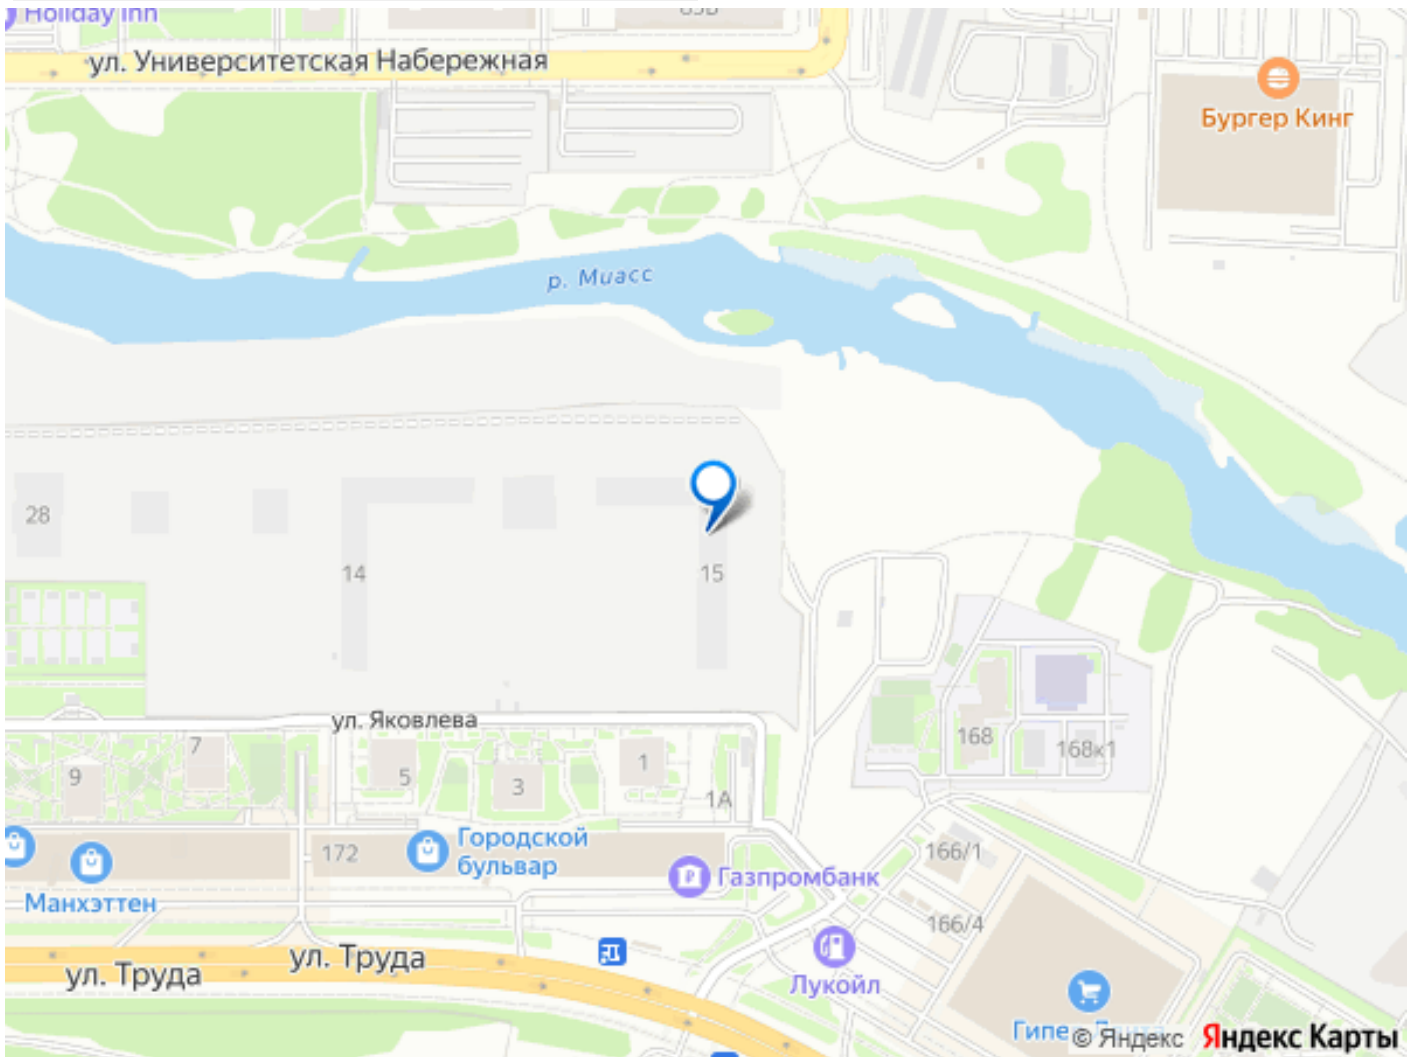 Holiday Inn
85В
ул. Университетская Набережная
Бургер Кинг
р. Миасс
28
14
15
ул. Яковлева
7
9
5
3
1
1А
168
168к1
172
Городской
бульвар
Манхэттен
Газпромбанк
166/1
166/4
ул. Труда
ул. Труда
Лукойл
© Яндекс Яндекс Карты